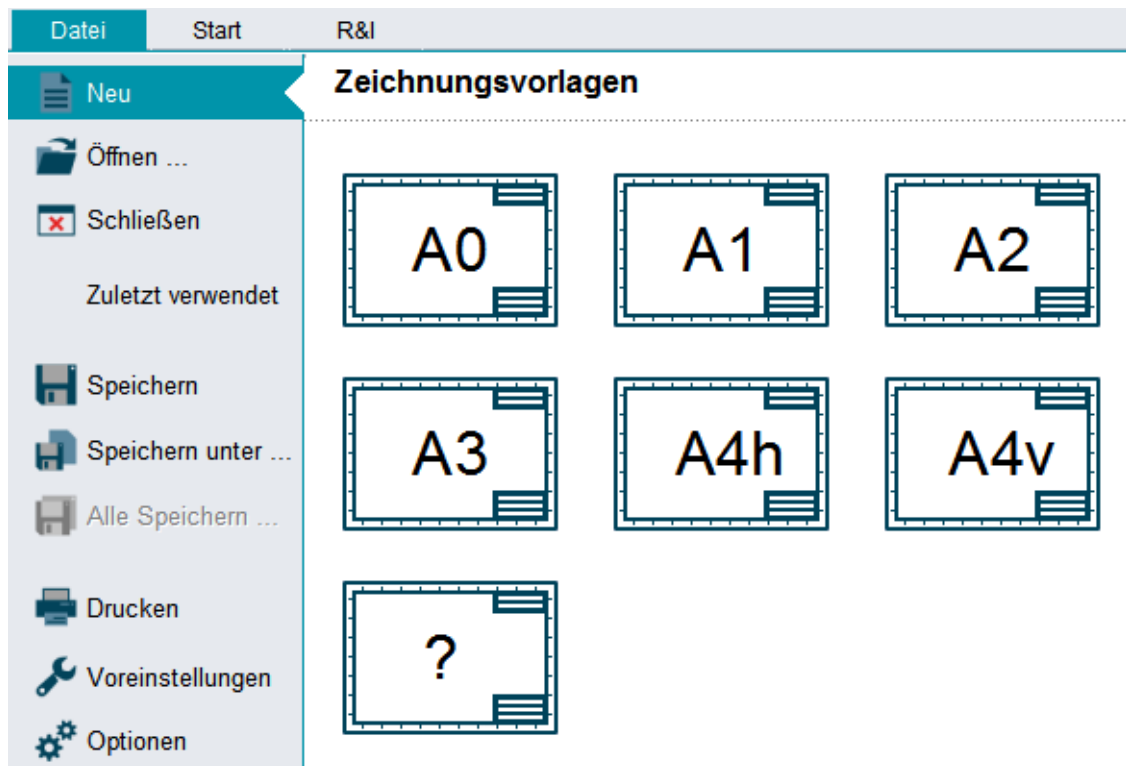 Datei Start R&I
Neu
Öffnen ...
Schließen
Zuletzt verwendet
Speichern
Speichern unter ...
Alle Speichern ...
Drucken
Voreinstellungen
Optionen
Zeichnungsvorlagen
A0 A1 A2
A3 A4h A4v
?